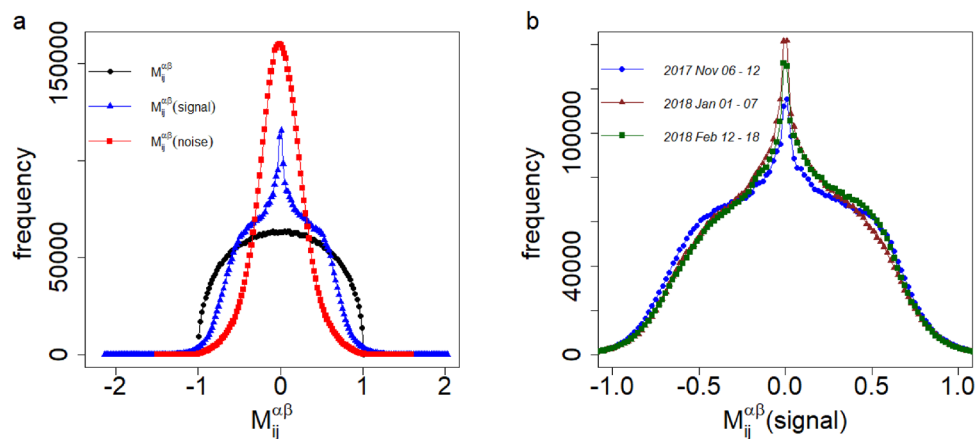 a
frequency
0
50000
150000
M_ij^αβ
M_ij^αβ(signal)
M_ij^αβ(noise)
-2
-1
0
1
2
M_ij^αβ
b
frequency
0
40000
100000
2017 Nov 06 - 12
2018 Jan 01 - 07
2018 Feb 12 - 18
-1.0
-0.5
0.0
0.5
1.0
M_ij^αβ(signal)